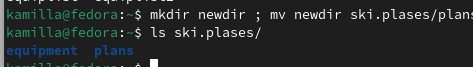 kamilla@fedora:~$ mkdir newdir ; mv newdir ski.plases/plans
kamilla@fedora:~$ ls ski.plases/
equipment plans
kamilla@fedora:~$